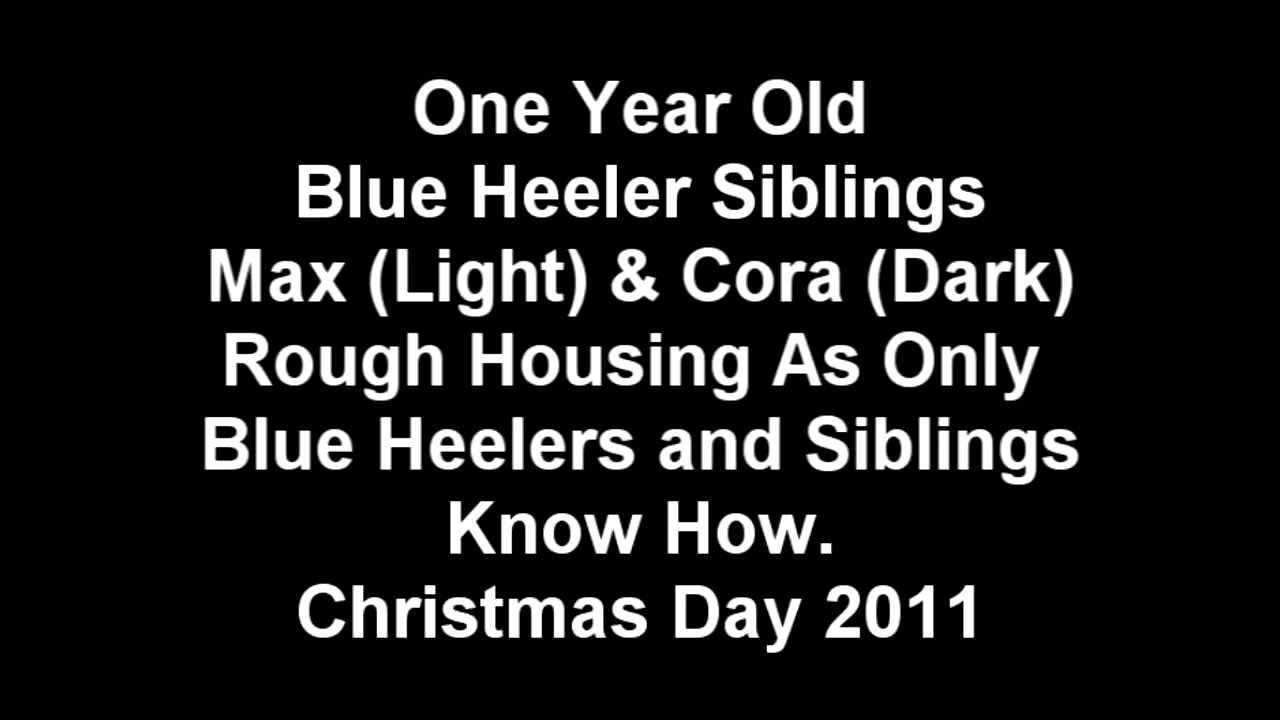 One Year Old
Blue Heeler Siblings
Max (Light) & Cora (Dark)
Rough Housing As Only
Blue Heelers and Siblings
Know How.
Christmas Day 2011